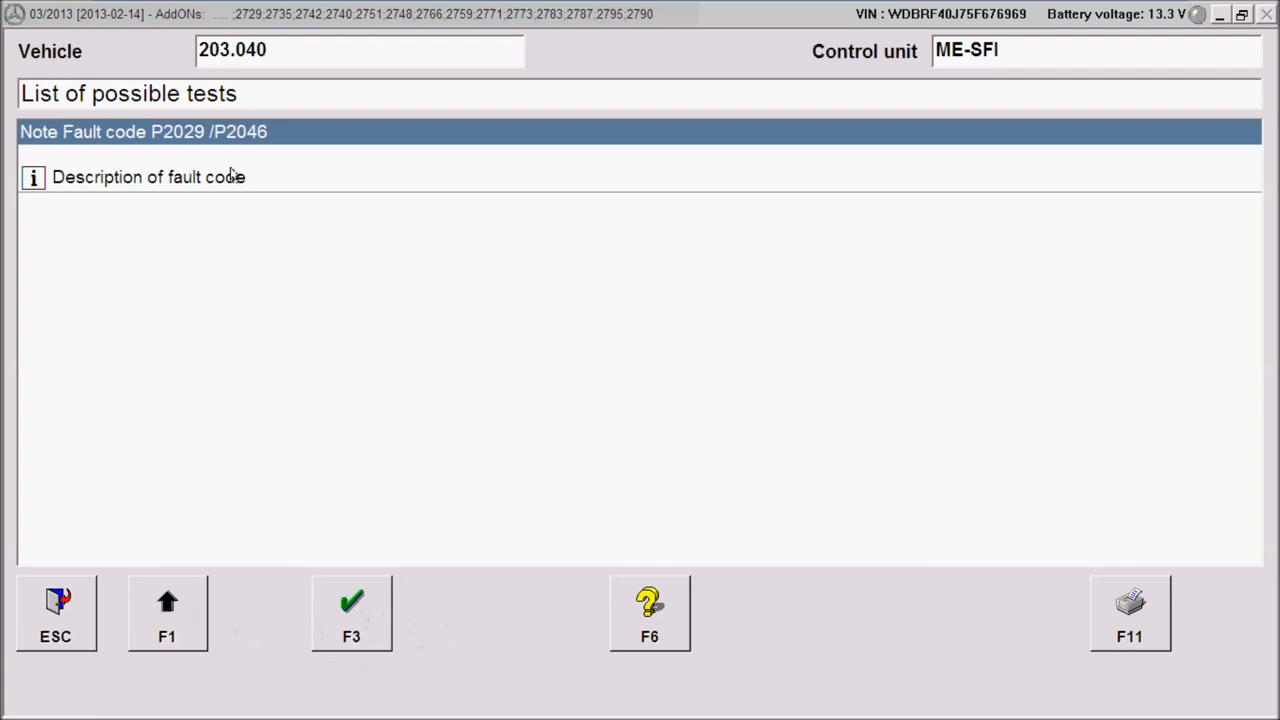 03/2013 [2013-02-14] - AddONs: ..... ;2729;2735;2742;2740;2751;2748;2766;2759;2771;2773;2783;2787;2795;2790 VIN : WDBRF40J75F676969 Battery voltage: 13.3 V
Vehicle 203.040 Control unit ME-SFI
List of possible tests
Note Fault code P2029 /P2046
i Description of fault code
ESC F1 F3 F6 F11